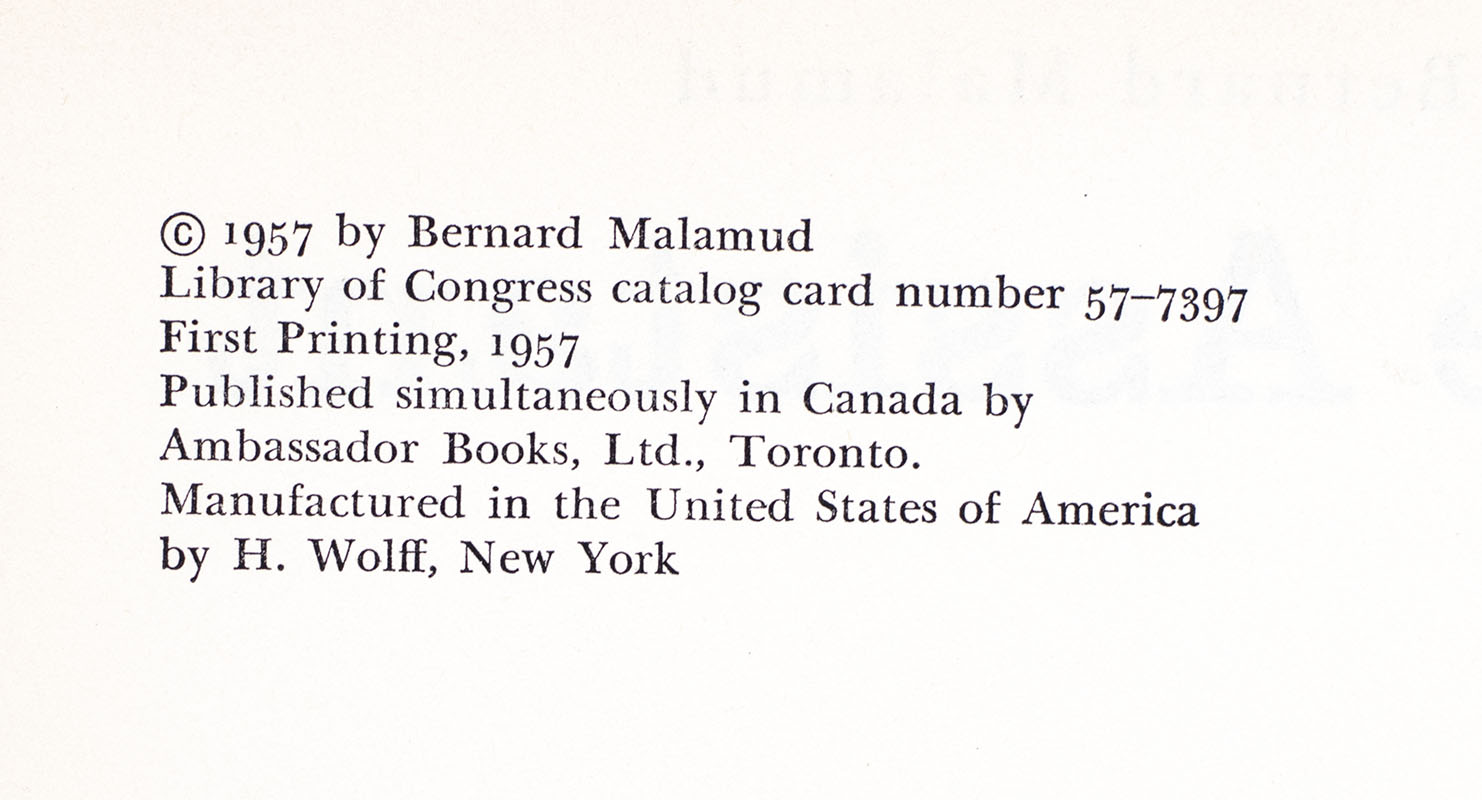 © 1957 by Bernard Malamud
Library of Congress catalog card number 57–7397
First Printing, 1957
Published simultaneously in Canada by
Ambassador Books, Ltd., Toronto.
Manufactured in the United States of America
by H. Wolff, New York